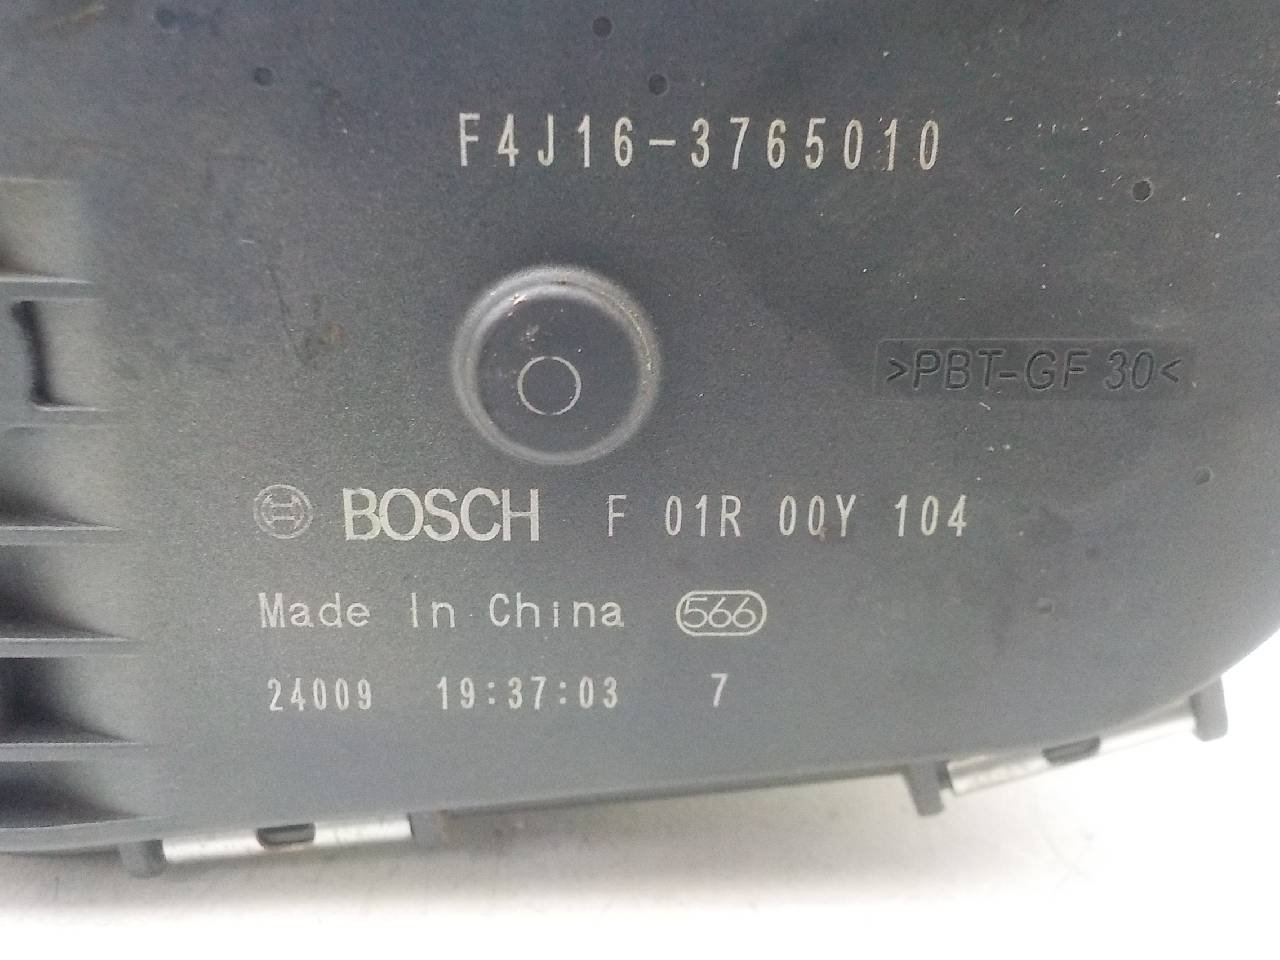 F4J16-3765010
>PBT-GF 30<
BOSCH F 01R 00Y 104
Made In China 566
24009 19:37:03 7